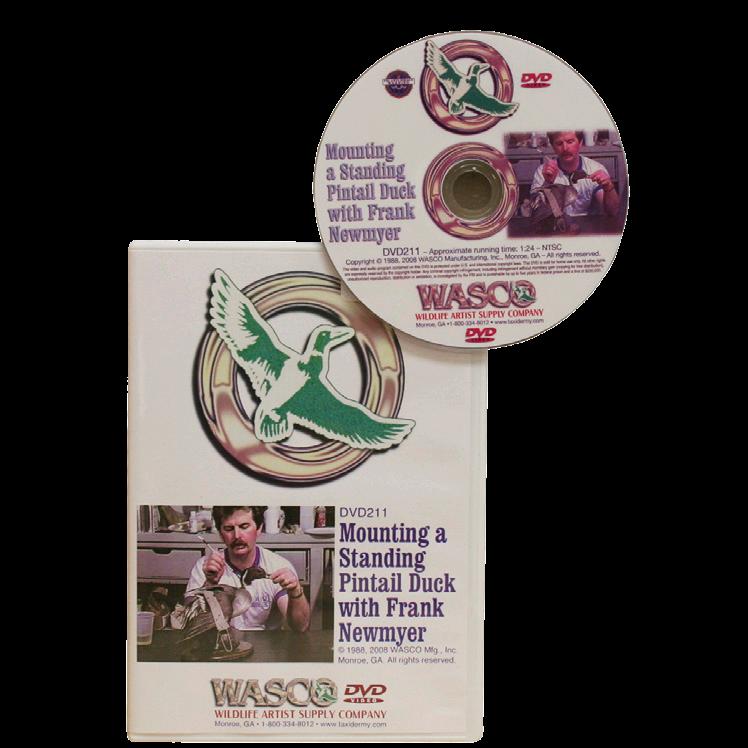 DVD
VIDEO
Mounting
a Standing
Pintail Duck
with Frank
Newmyer
DVD211 – Approximate running time: 1:24 – NTSC
Copyright © 1988, 2008 WASCO Manufacturing, Inc., Monroe, GA – All rights reserved.
WASCO
WILDLIFE ARTIST SUPPLY COMPANY
Monroe, GA • 1-800-334-8012 • www.taxidermy.com
DVD
VIDEO
DVD211
Mounting a
Standing
Pintail Duck
with Frank
Newmyer
© 1988, 2008 WASCO Mfg., Inc.
Monroe, GA. All rights reserved.
WASCO DVD
VIDEO
WILDLIFE ARTIST SUPPLY COMPANY
Monroe, GA • 1-800-334-8012 • www.taxidermy.com